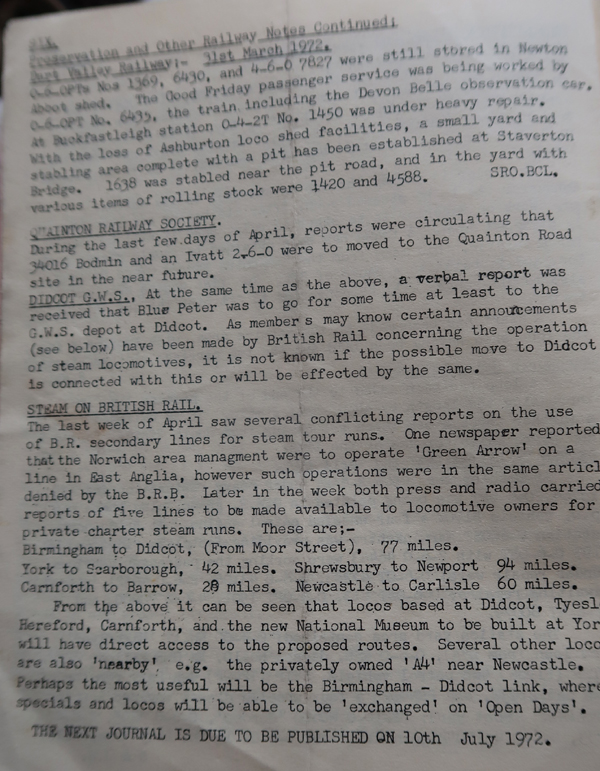 SIX.
Preservation and Other Railway Notes Continued;
Dart Valley Railway:- 31st March 1972.
0-6-0PTs Nos 1369, 6430, and 4-6-0 7827 were still stored in Newton
Abbot shed. The Good Friday passenger service was being worked by
0-6-0PT No. 6435, the train including the Devon Belle observation car.
At Buckfastleigh station 0-4-2T No. 1450 was under heavy repair.
With the loss of Ashburton loco shed facilities, a small yard and
stabling area complete with a pit has been established at Staverton
Bridge. 1638 was stabled near the pit road, and in the yard with
various items of rolling stock were 1420 and 4588. SRO.BCL.
QUAINTON RAILWAY SOCIETY.
During the last few days of April, reports were circulating that
34016 Bodmin and an Ivatt 2-6-0 were to moved to the Quainton Road
site in the near future.
DIDCOT G.W.S., At the same time as the above, a verbal report was
received that Blue Peter was to go for some time at least to the
G.W.S. depot at Didcot. As member s may know certain announcements
(see below) have been made by British Rail concerning the operation
of steam locomotives, it is not known if the possible move to Didcot
is connected with this or will be effected by the same.
STEAM ON BRITISH RAIL.
The last week of April saw several conflicting reports on the use
of B.R. secondary lines for steam tour runs. One newspaper reported
that the Norwich area managment were to operate 'Green Arrow' on a
line in East Anglia, however such operations were in the same articl
denied by the B.R.B. Later in the week both press and radio carried
reports of five lines to be made available to locomotive owners for
private charter steam runs. These are;-
Birmingham to Didcot, (From Moor Street), 77 miles.
York to Scarborough, 42 miles. Shrewsbury to Newport 94 miles.
Carnforth to Barrow, 28 miles. Newcastle to Carlisle 60 miles.
From the above it can be seen that locos based at Didcot, Tyesl
Hereford, Carnforth, and the new National Museum to be built at Yor
will have direct access to the proposed routes. Several other loco
are also 'nearby' e.g. the privately owned 'A4' near Newcastle.
Perhaps the most useful will be the Birmingham - Didcot link, where
specials and locos will be able to be 'exchanged' on 'Open Days'.
THE NEXT JOURNAL IS DUE TO BE PUBLISHED ON 10th July 1972.